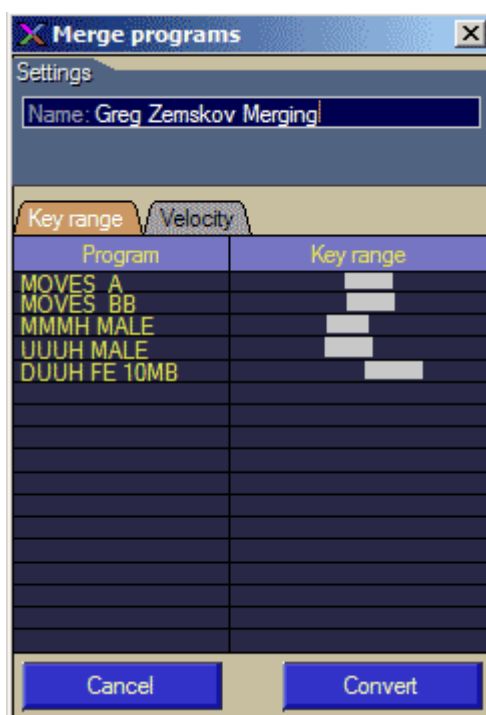 Merge programs
Settings
Name: Greg Zemskov Merging
Key range Velocity
Program Key range
MOVES A
MOVES BB
MMMH MALE
UUUH MALE
DUUH FE 10MB
Cancel Convert